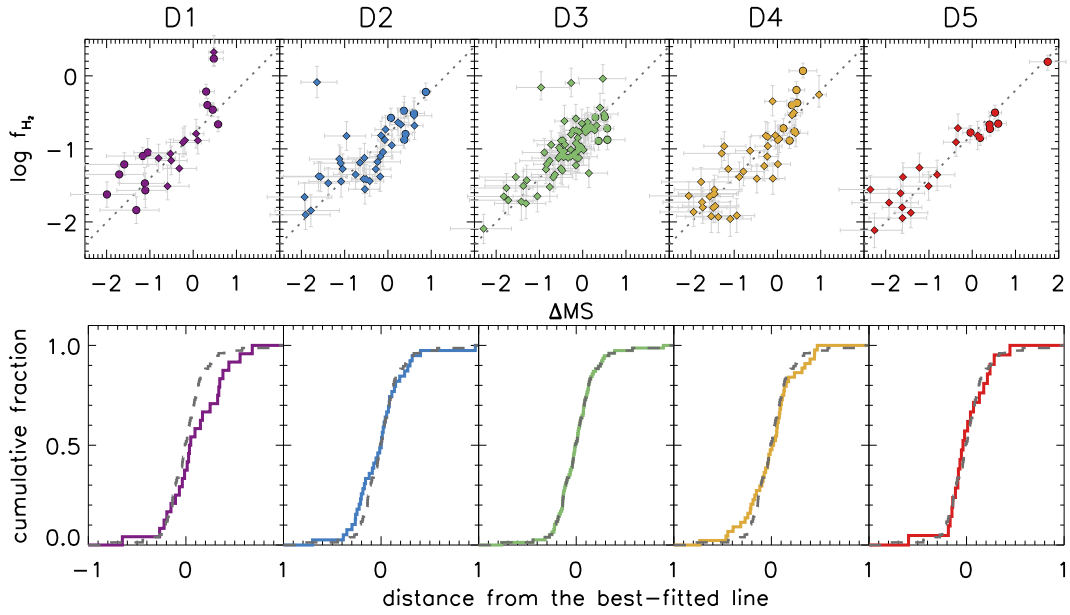 D1 D2 D3 D4 D5
log f_H₂
0
−1
−2
−2 −1 0 1 −2 −1 0 1 −2 −1 0 1 −2 −1 0 1 −2 −1 0 1 2
ΔMS
cumulative fraction
1.0
0.5
0.0
−1 0 1 0 1 0 1 0 1 0 1
distance from the best−fitted line